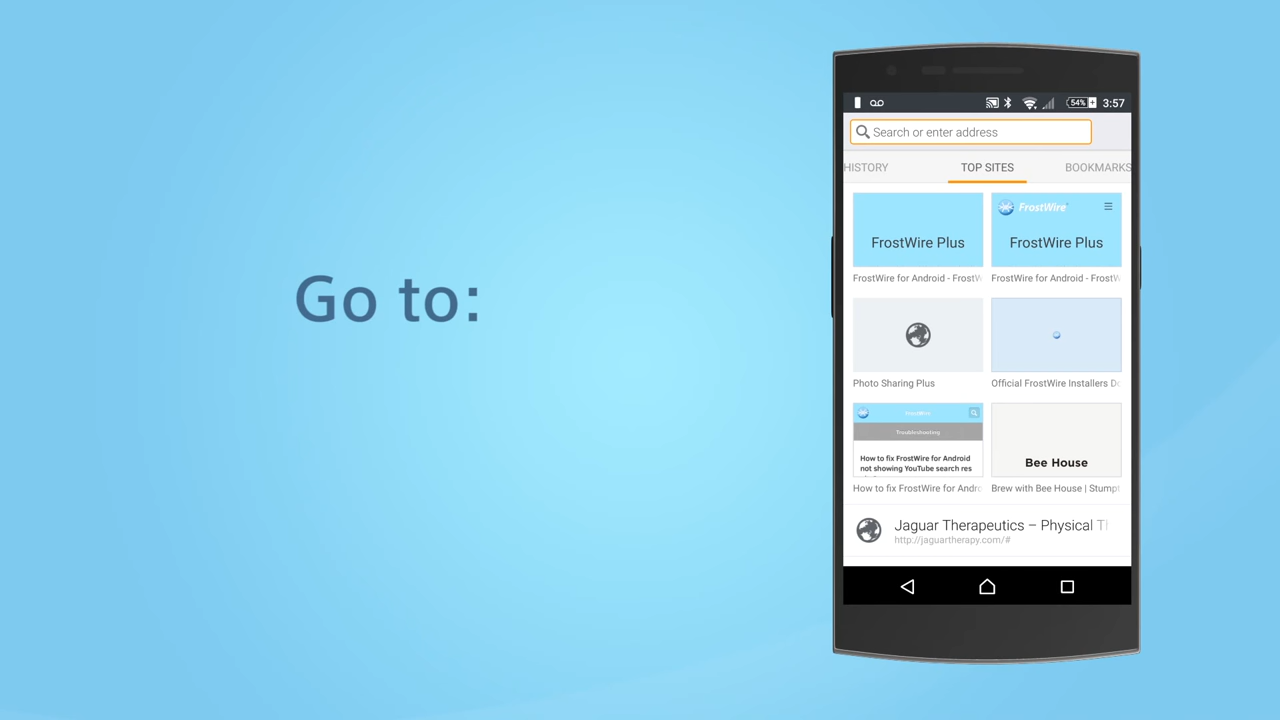 Go to:
54%
3:57
Search or enter address
HISTORY
TOP SITES
BOOKMARKS
FrostWire Plus
FrostWire
FrostWire Plus
FrostWire for Android - FrostW
FrostWire for Android - FrostW
Photo Sharing Plus
Official FrostWire Installers Do
FrostWire
Troubleshooting
How to fix FrostWire for Android
not showing YouTube search res
Bee House
How to fix FrostWire for Andro
Brew with Bee House | Stumpt
Jaguar Therapeutics – Physical Th
http://jaguartherapy.com/#